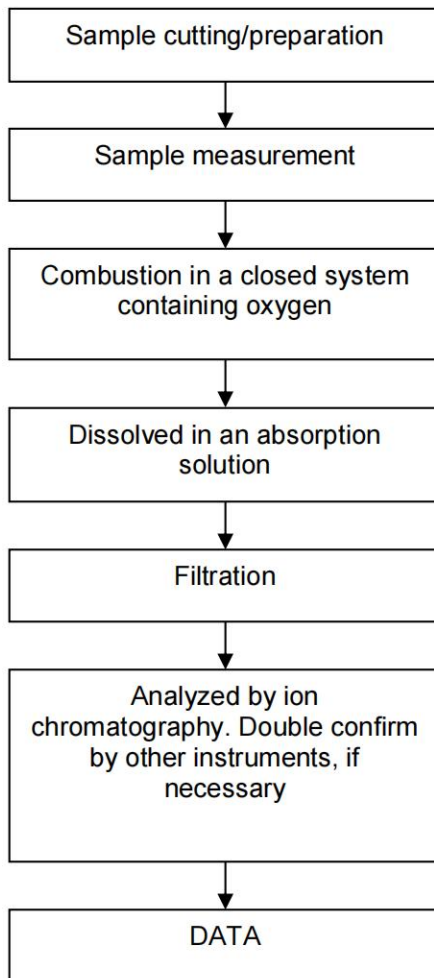 Sample cutting/preparation
Sample measurement
Combustion in a closed system
containing oxygen
Dissolved in an absorption
solution
Filtration
Analyzed by ion
chromatography. Double confirm
by other instruments, if
necessary
DATA